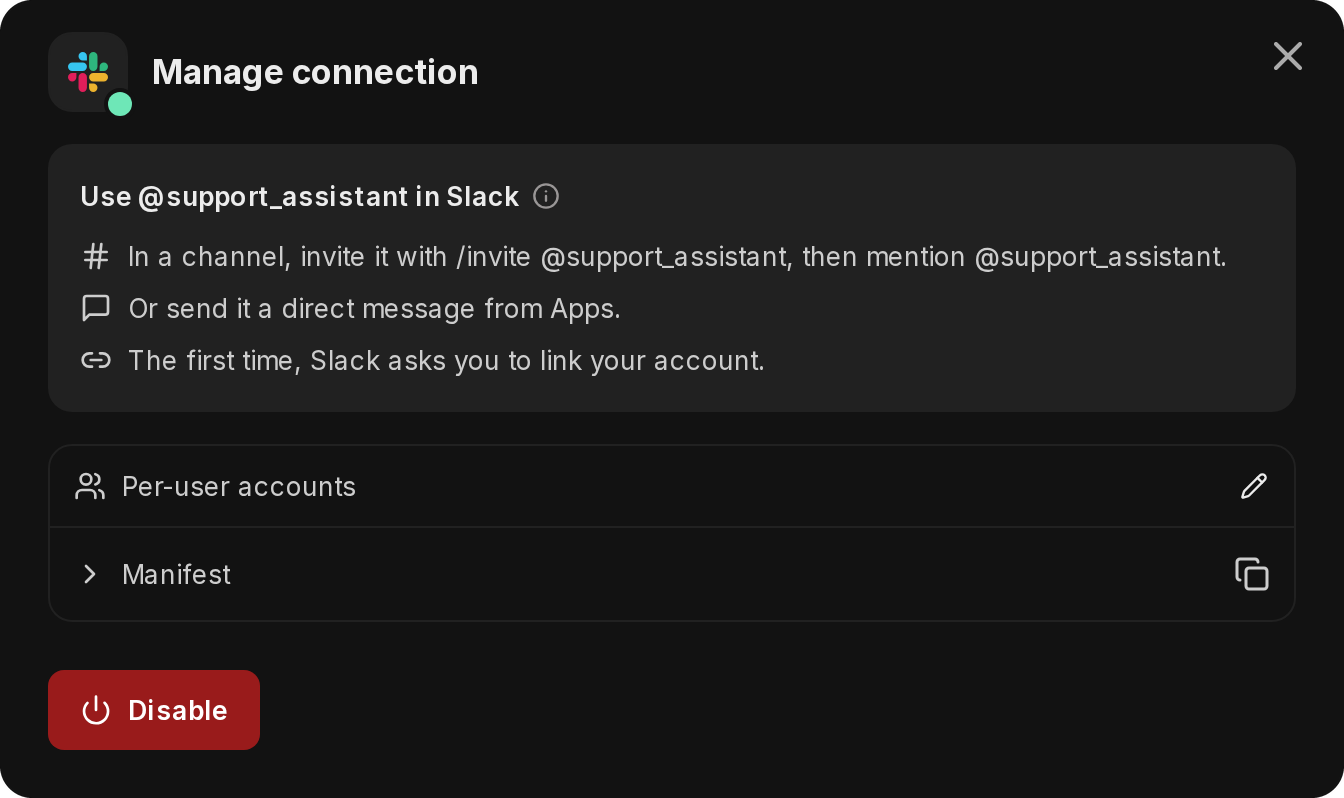 Manage connection
Use @support_assistant in Slack
In a channel, invite it with /invite @support_assistant, then mention @support_assistant.
Or send it a direct message from Apps.
The first time, Slack asks you to link your account.
Per-user accounts
Manifest
Disable